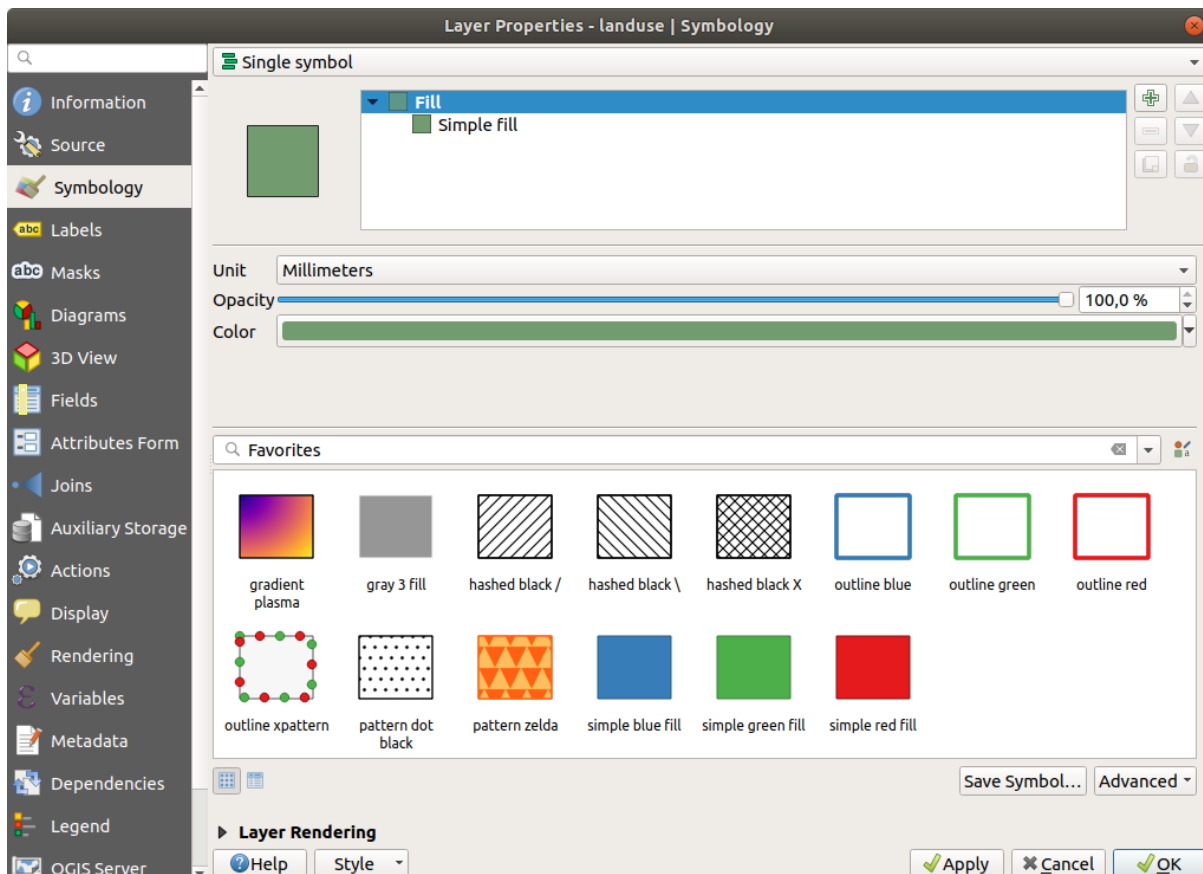 Layer Properties - landuse | Symbology
Information
Source
Symbology
abc Labels
abc Masks
Diagrams
3D View
Fields
Attributes Form
Joins
Auxiliary Storage
Actions
Display
Rendering
Variables
Metadata
Dependencies
Legend
QGIS Server
Single symbol
Fill
Simple fill
Unit Millimeters
Opacity 100,0 %
Color
Favorites
gradient
plasma
gray 3 fill
hashed black /
hashed black \
hashed black X
outline blue
outline green
outline red
outline xpattern
pattern dot
black
pattern zelda
simple blue fill
simple green fill
simple red fill
Save Symbol... Advanced
Layer Rendering
Help Style Apply Cancel OK